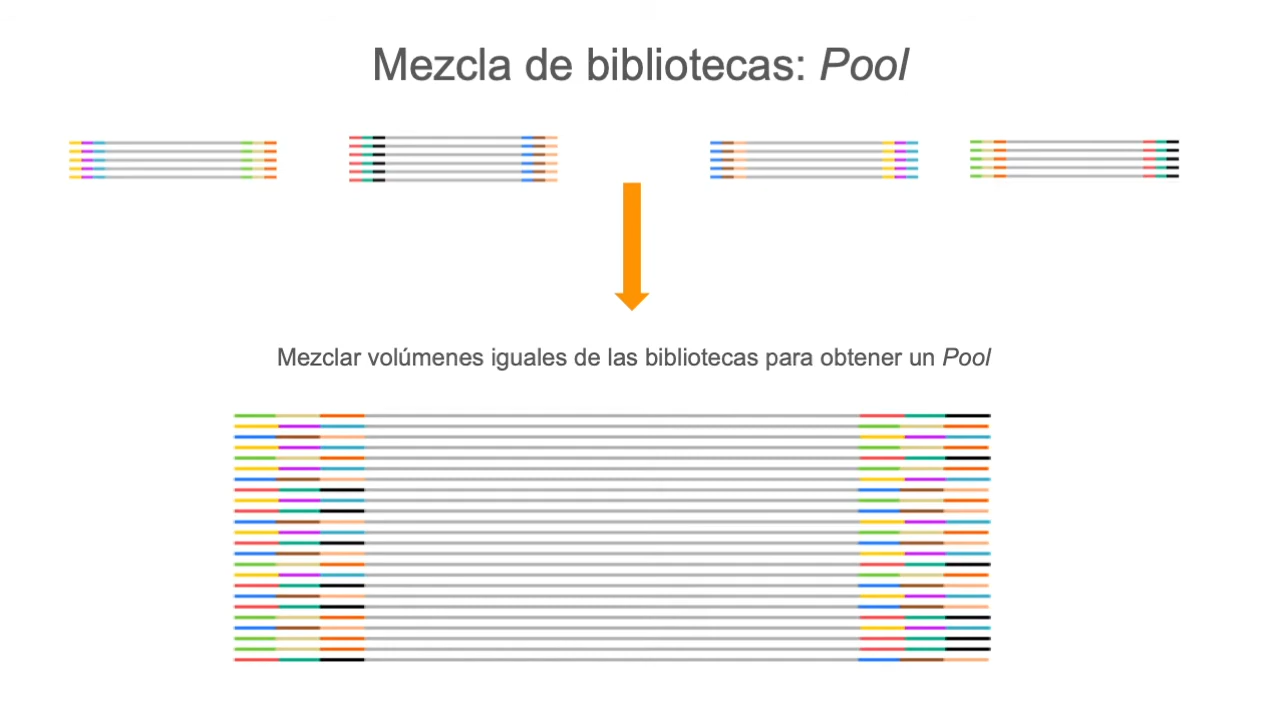 Mezcla de bibliotecas: Pool
Mezclar volúmenes iguales de las bibliotecas para obtener un Pool